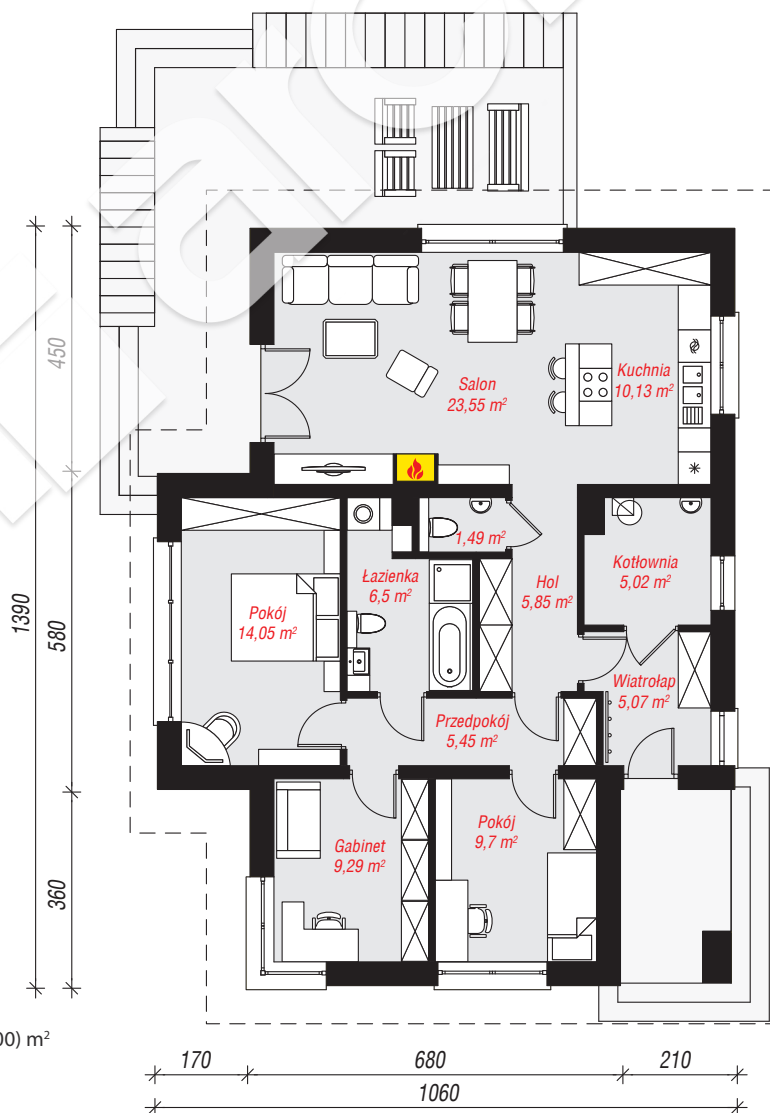 450
Salon
23,55 m²
Kuchnia
10,13 m²
1,49 m²
Łazienka
6,5 m²
Hol
5,85 m²
Kotłownia
5,02 m²
Pokój
14,05 m²
1390
580
Wiatrołap
5,07 m²
Przedpokój
5,45 m²
Gabinet
9,29 m²
Pokój
9,7 m²
360
00) m²
170
680
210
1060